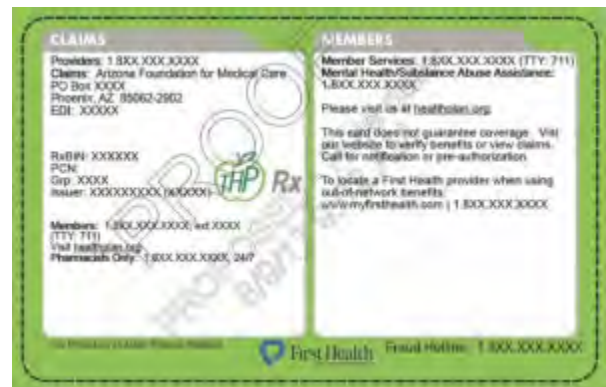 CLAIMS
Providers: 1.8XX.XXX.XXXX
Claims: Arizona Foundation for Medical Care
PO Box XXXX
Phoenix, AZ 85062-2902
EDI: XXXXX
RxBIN: XXXXXX
PCN:
Grp: XXXX
Issuer: XXXXXXXXXX (XXXXX)
THP Rx
Members: 1.8XX.XXX.XXXX, ext.XXXX
(TTY: 711)
Visit healthplan.org
Pharmacists Only: 1.8XX.XXX.XXXX, 24/7
MEMBERS
Member Services: 1.8XX.XXX.XXXX (TTY: 711)
Mental Health/Substance Abuse Assistance:
1.8XX.XXX.XXXX
Please visit us at healthplan.org
This card does not guarantee coverage. Visit
our website to verify benefits or view claims.
Call for notification or pre-authorization.
To locate a First Health provider when using
out-of-network benefits:
www.myfirsthealth.com | 1.8XX.XXX.XXXX
PROOF
First Health
Fraud Hotline: 1.XXX.XXX.XXXX